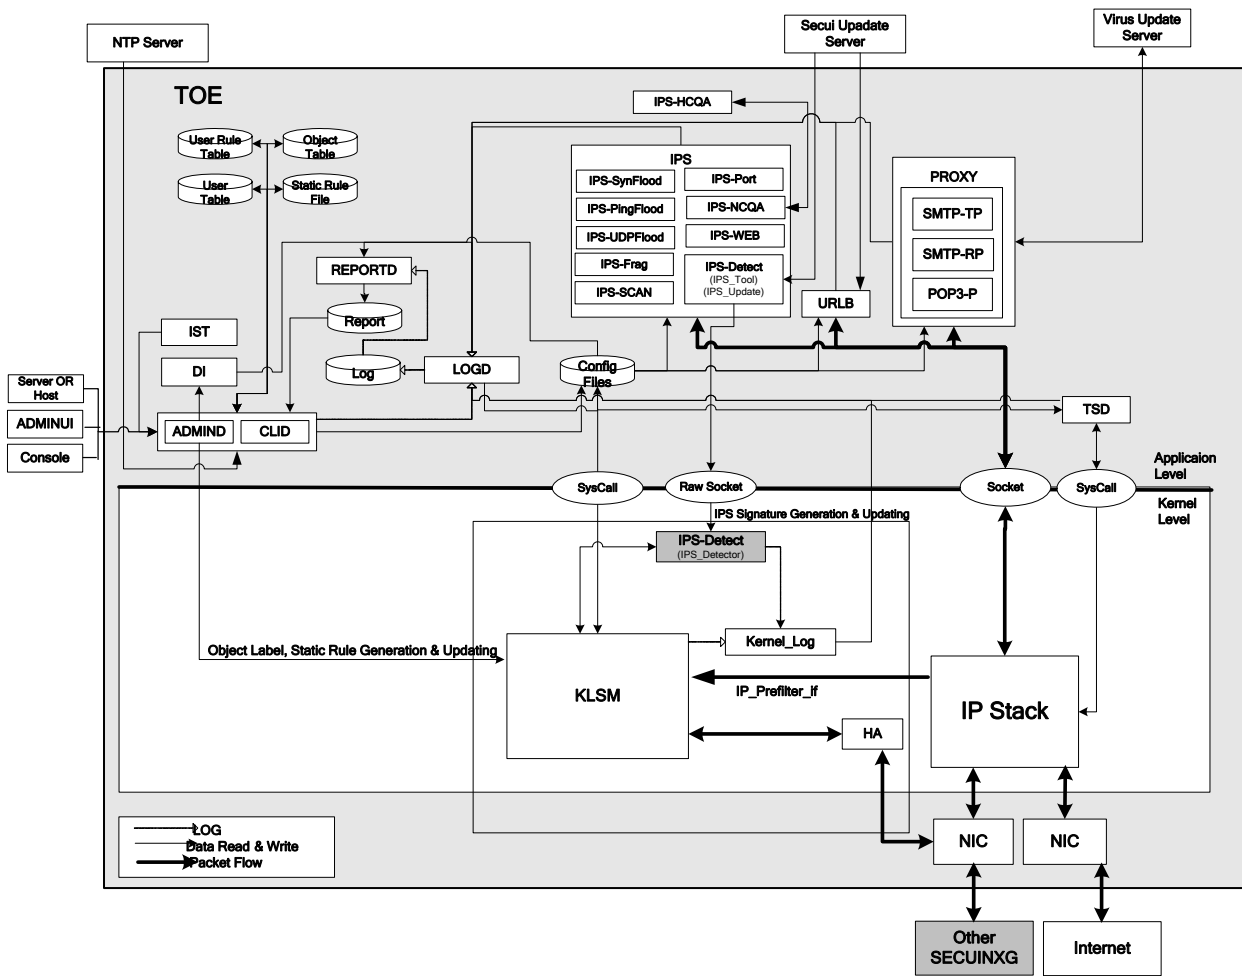 NTP Server
Secui Upadate
Server
Virus Update
Server
TOE
IPS-HCQA
User Rule
Table
Object
Table
User
Table
Static Rule
File
IPS
IPS-SynFlood
IPS-Port
IPS-PingFlood
IPS-NCQA
IPS-UDPFlood
IPS-WEB
IPS-Frag
IPS-Detect
(IPS_Tool)
(IPS_Update)
IPS-SCAN
PROXY
SMTP-TP
SMTP-RP
POP3-P
REPORTD
URLB
Report
IST
DI
Log
LOGD
Config
Files
Server OR
Host
ADMINUI
Console
ADMIND
CLID
TSD
Applicaion
Level
SysCall
Raw Socket
Socket
SysCall
Kernel
Level
IPS Signature Generation & Updating
IPS-Detect
(IPS_Detector)
Kernel_Log
Object Label, Static Rule Generation & Updating
KLSM
IP_Prefilter_if
IP Stack
HA
LOG
Data Read & Write
Packet Flow
NIC
NIC
Other
SECUINXG
Internet